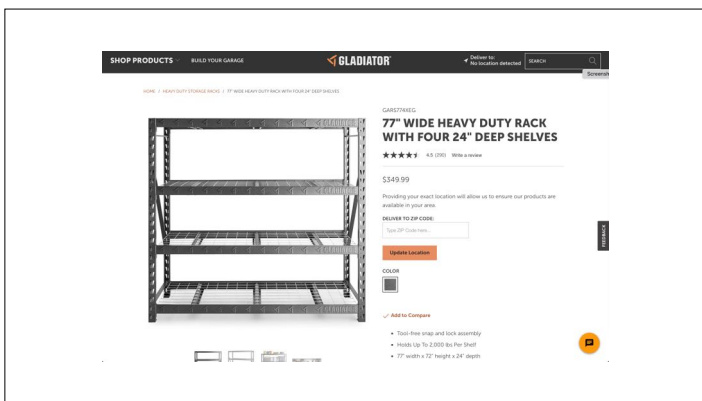 SHOP PRODUCTS
BUILD YOUR GARAGE
GLADIATOR
Deliver to:
No location detected
SEARCH
Screensh
HOME / HEAVY DUTY STORAGE RACKS / 77" WIDE HEAVY DUTY RACK WITH FOUR 24" DEEP SHELVES
GARS774XEG
77" WIDE HEAVY DUTY RACK
WITH FOUR 24" DEEP SHELVES
Write a review
$349.99
Providing your exact location will allow us to ensure our products are
available in your area
DELIVER TO ZIP CODE:
Type ZIP Code here...
Update Location
FEEDBACK
COLOR
Add to Compare
• Tool-free snap and lock assembly
• Holds Up To 2,000 lbs Per Shelf
• 77" width x 72" height x 24" depth
GLADIATOR
GLADIATOR
GLADIATOR
GLADIATOR